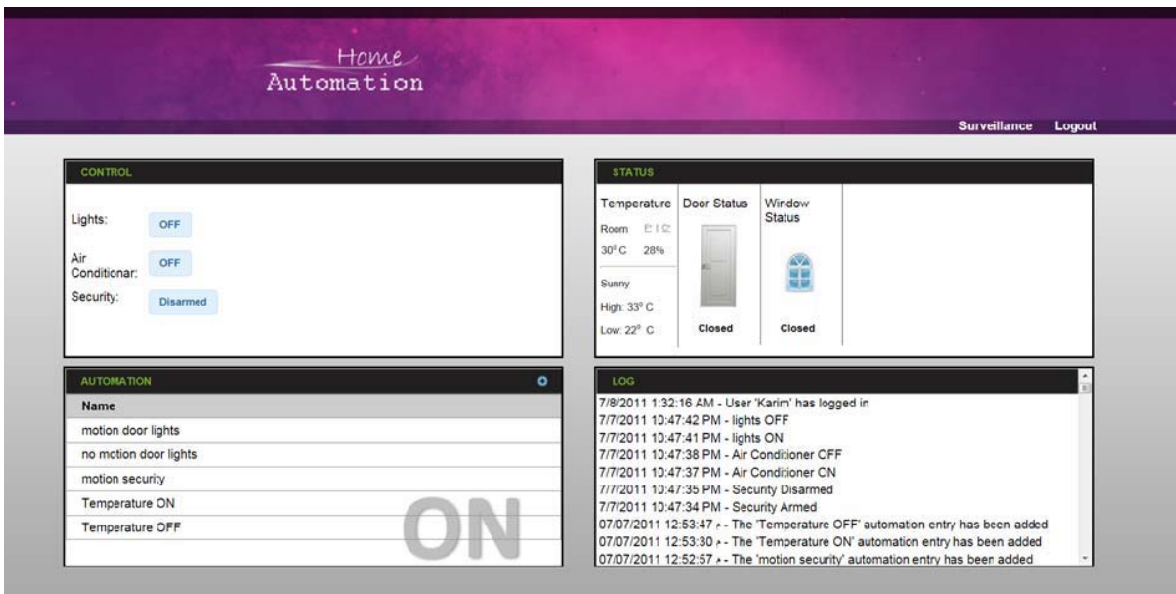 Home
Automation
Surveillance Logout
CONTROL
Lights: OFF
Air
Conditionar: OFF
Security: Disarmed
STATUS
Temperature
Room
30° C 28%
Sunny
High: 33° C
Low: 22° C
Door Status
Closed
Window
Status
Closed
AUTOMATION
Name
motion door lights
no motion door lights
motion security
Temperature ON
Temperature OFF
ON
LOG
7/8/2011 1:32:16 AM - User 'Karim' has logged in
7/7/2011 10:47:42 PM - lights OFF
7/7/2011 10:47:41 PM - lights ON
7/7/2011 10:47:38 PM - Air Conditioner OFF
7/7/2011 10:47:37 PM - Air Conditioner ON
7/7/2011 10:47:35 PM - Security Disarmed
7/7/2011 10:47:34 PM - Security Armed
07/07/2011 12:53:47 م - The 'Temperature OFF' automation entry has been added
07/07/2011 12:53:30 م - The 'Temperature ON' automation entry has been added
07/07/2011 12:52:57 م - The 'motion security' automation entry has been added